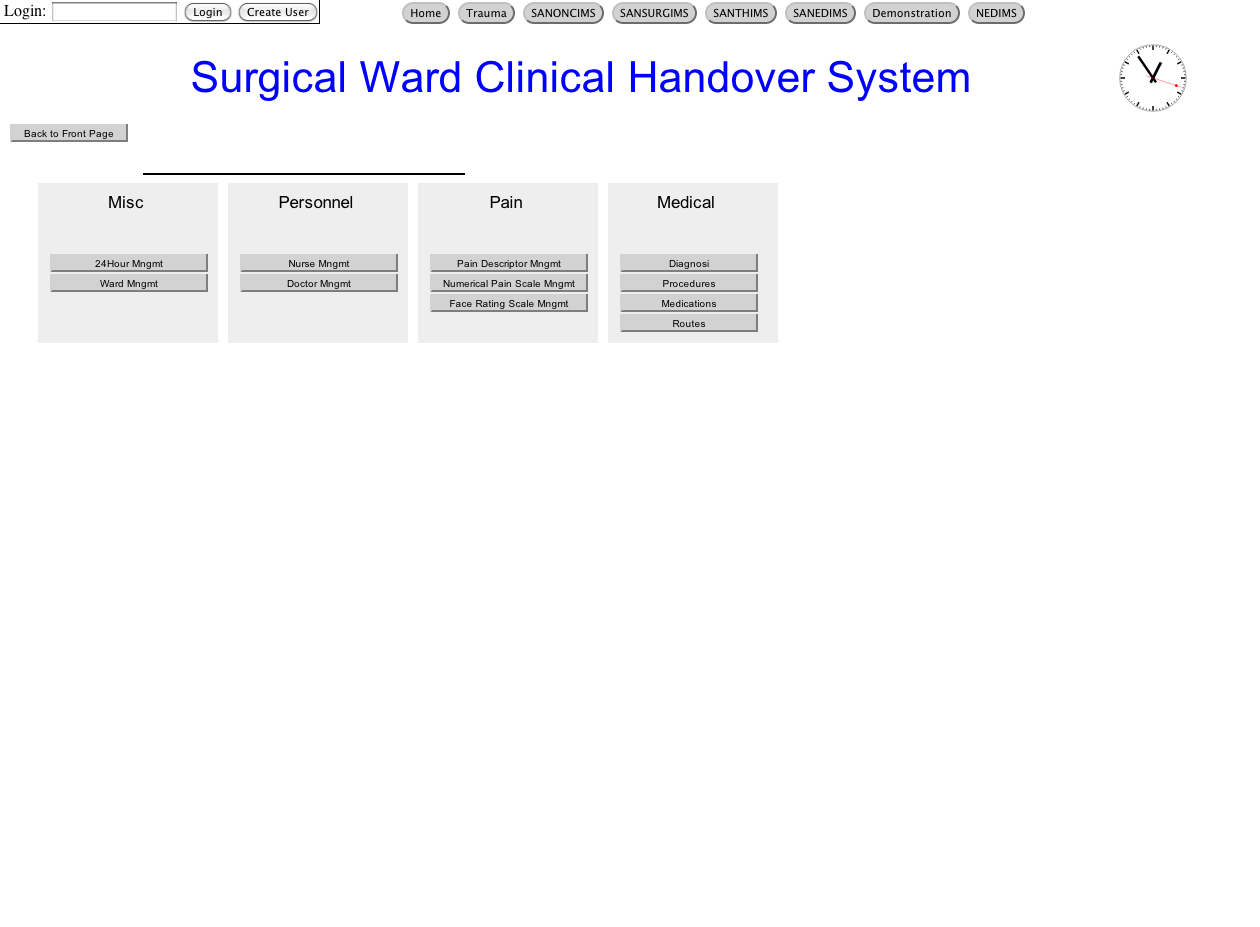 Login: Login Create User Home Trauma SANONCIMS SANSURGIMS SANTHIMS SANEDIMS Demonstration NEDIMS
Surgical Ward Clinical Handover System
Back to Front Page
Misc Personnel Pain Medical
24Hour Mngmt Nurse Mngmt Pain Descriptor Mngmt Diagnosi
Ward Mngmt Doctor Mngmt Numerical Pain Scale Mngmt Procedures
Face Rating Scale Mngmt Medications
Routes